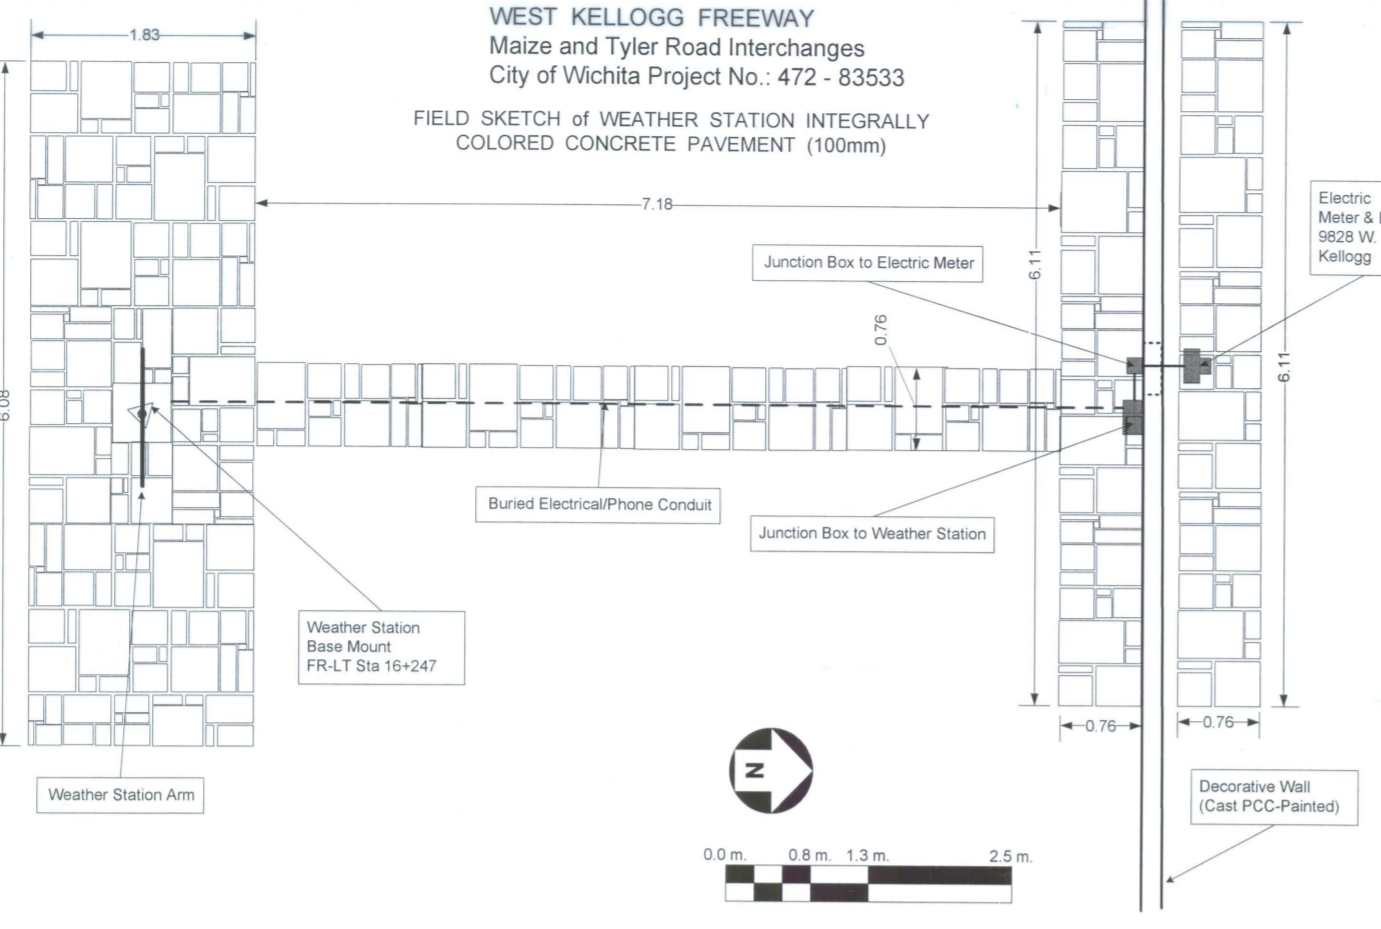 WEST KELLOGG FREEWAY
Maize and Tyler Road Interchanges
City of Wichita Project No.: 472 - 83533
FIELD SKETCH of WEATHER STATION INTEGRALLY
COLORED CONCRETE PAVEMENT (100mm)
1.83
7.18
6.11
6.11
6.08
0.76
Electric
Meter &
9828 W.
Kellogg
Junction Box to Electric Meter
Buried Electrical/Phone Conduit
Junction Box to Weather Station
Weather Station
Base Mount
FR-LT Sta 16+247
Weather Station Arm
0.76
0.76
N
Decorative Wall
(Cast PCC-Painted)
0.0 m. 0.8 m. 1.3 m. 2.5 m.